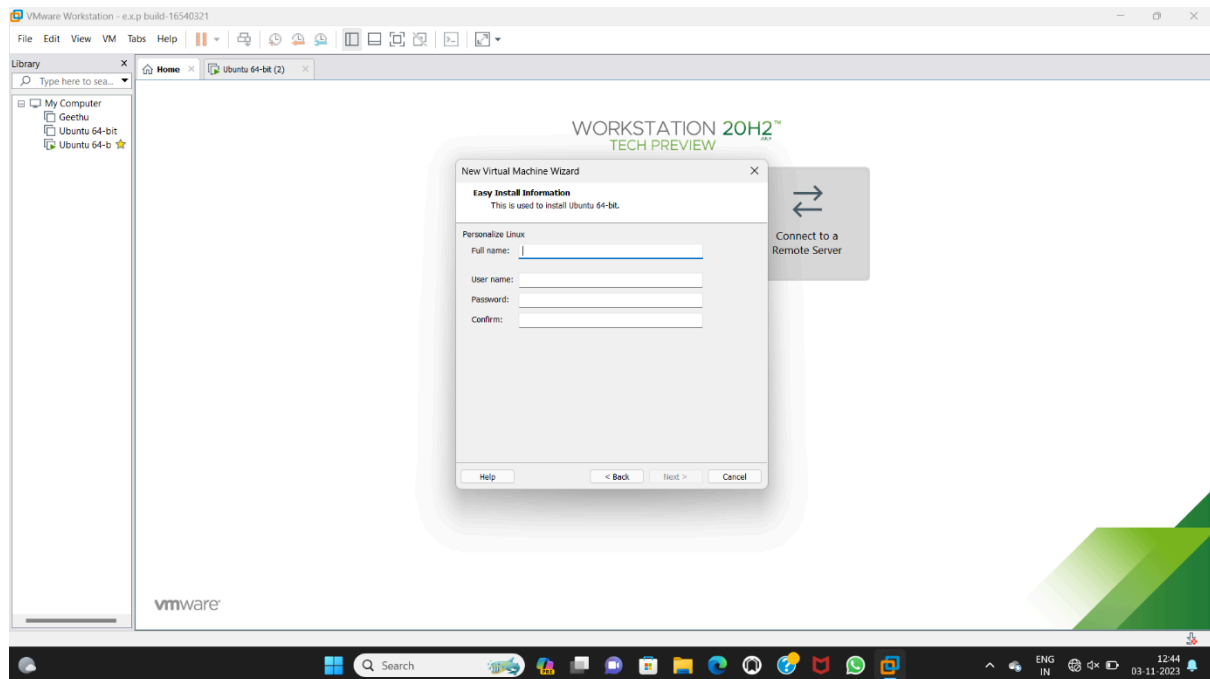 VMware Workstation - e.x.p build-16540321
File Edit View VM Tabs Help
Library x
Type here to sea...
My Computer
Geethu
Ubuntu 64-bit
Ubuntu 64-b
Home
Ubuntu 64-bit (2)
WORKSTATION 20H2™
TECH PREVIEW
New Virtual Machine Wizard
Easy Install Information
This is used to install Ubuntu 64-bit.
Personalize Linux
Full name:
User name:
Password:
Confirm:
Help < Back Next > Cancel
Connect to a
Remote Server
vmware
Search
ENG
IN
12:44
03-11-2023